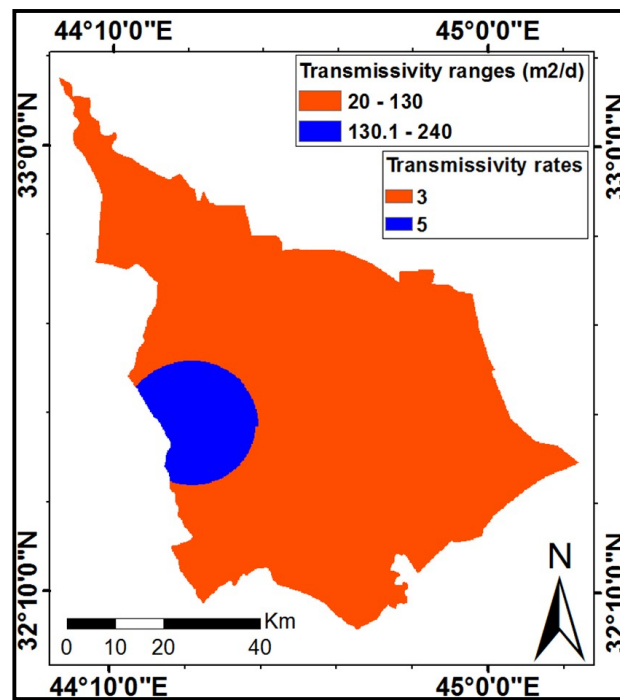 44°10'0"E 45°0'0"E
Transmissivity ranges (m2/d)
20 - 130
130.1 - 240
Transmissivity rates
3
5
33°0'0"N
33°0'0"N
32°10'0"N
32°10'0"N
N
Km
0 10 20 40
44°10'0"E 45°0'0"E